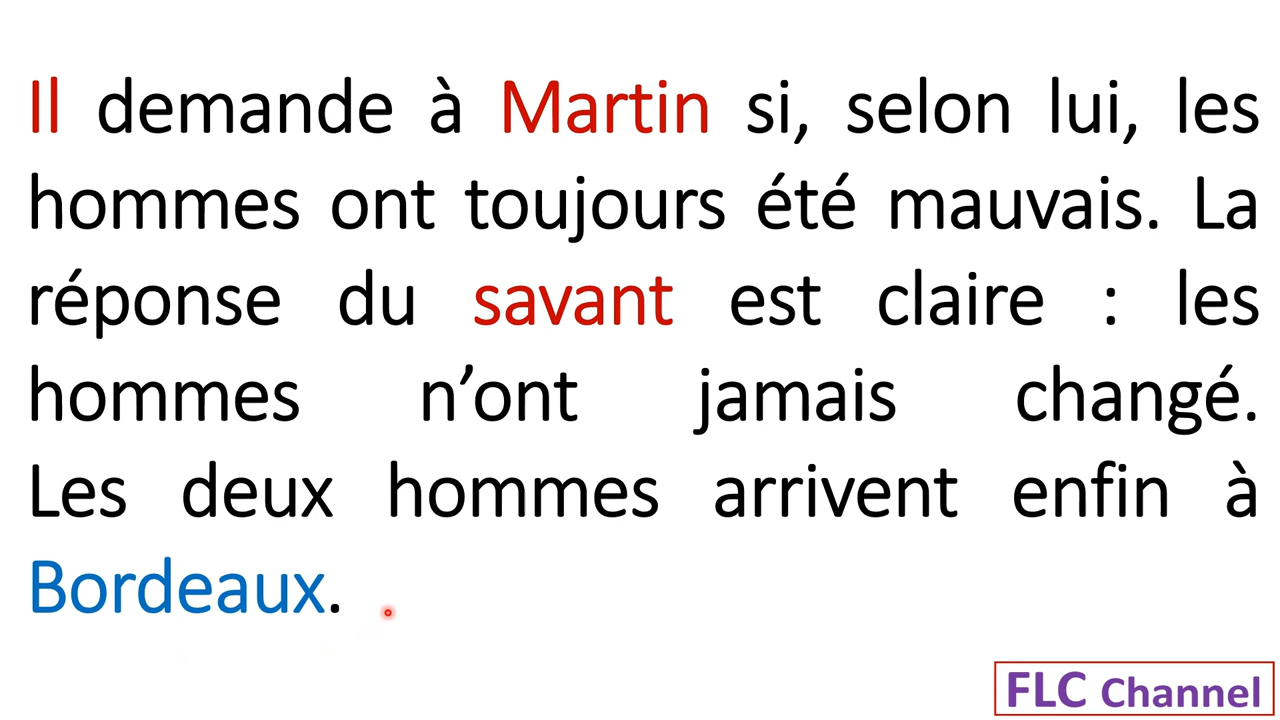 Il demande à Martin si, selon lui, les
hommes ont toujours été mauvais. La
réponse du savant est claire : les
hommes n’ont jamais changé.
Les deux hommes arrivent enfin à
Bordeaux.
FLC Channel